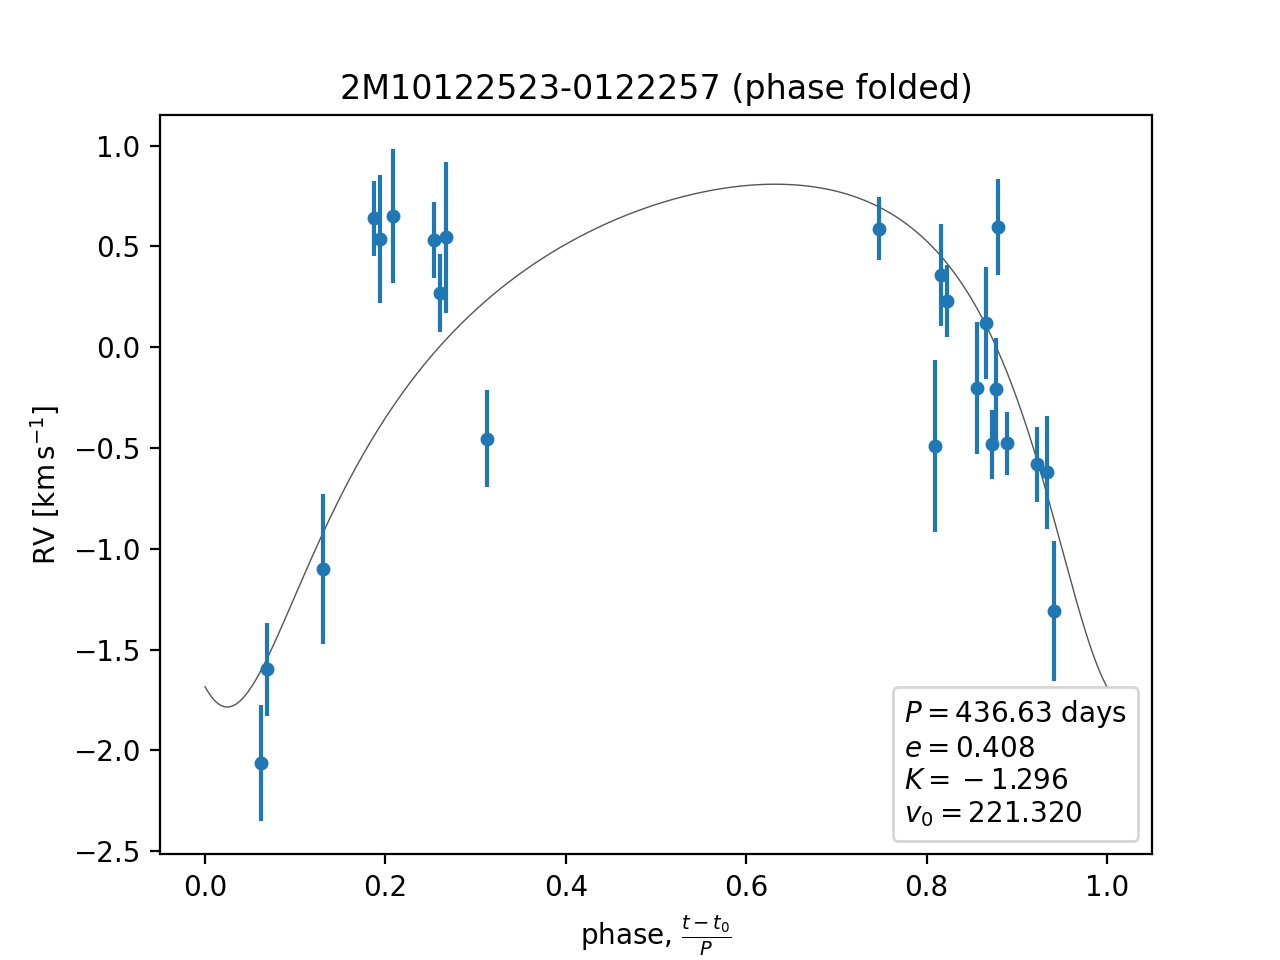 2M10122523-0122257 (phase folded)
RV [km s⁻¹]
1.0
0.5
0.0
−0.5
−1.0
−1.5
−2.0
−2.5
P = 436.63 days
e = 0.408
K = −1.296
v₀ = 221.320
0.0 0.2 0.4 0.6 0.8 1.0
phase, (t − t₀)/P